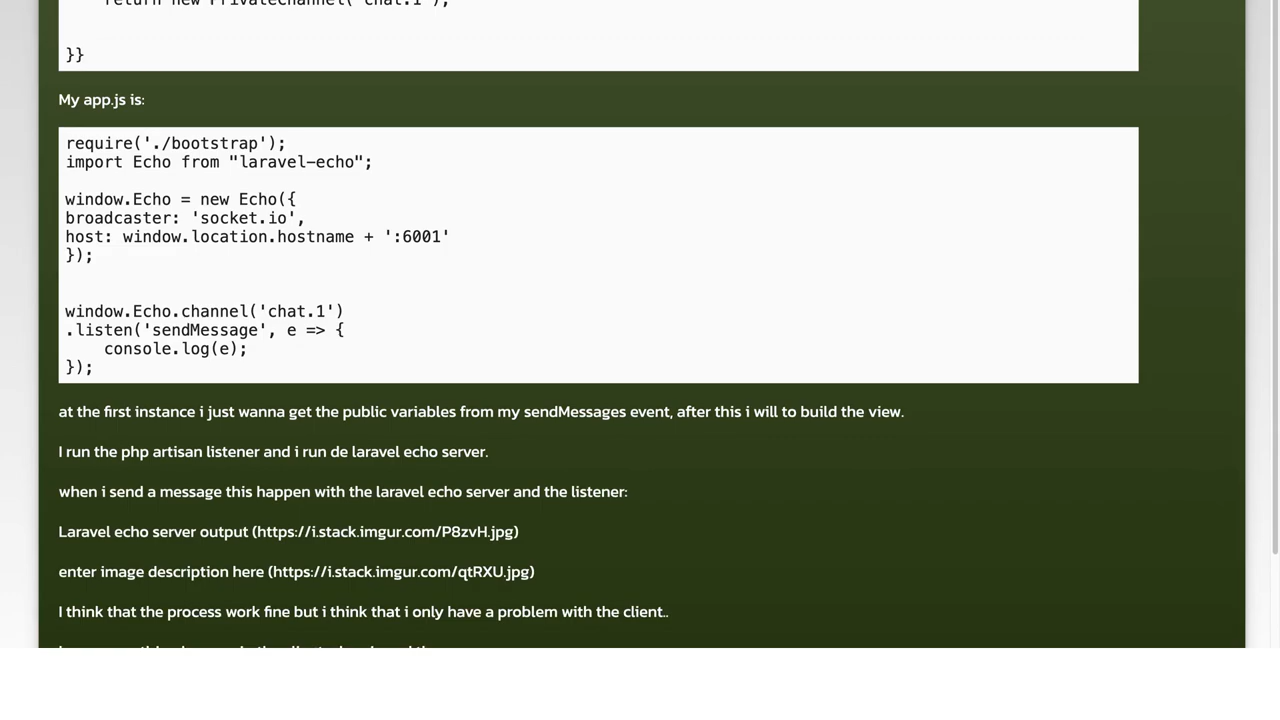 return new PrivateChannel('chat.1');
}}
My app.js is:
require('./bootstrap');
import Echo from "laravel-echo";
window.Echo = new Echo({
broadcaster: 'socket.io',
host: window.location.hostname + ':6001'
});
window.Echo.channel('chat.1')
.listen('sendMessage', e => {
console.log(e);
});
at the first instance i just wanna get the public variables from my sendMessages event, after this i will to build the view.
I run the php artisan listener and i run de laravel echo server.
when i send a message this happen with the laravel echo server and the listener:
Laravel echo server output (https://i.stack.imgur.com/P8zvH.jpg)
enter image description here (https://i.stack.imgur.com/qtRXU.jpg)
I think that the process work fine but i think that i only have a problem with the client..